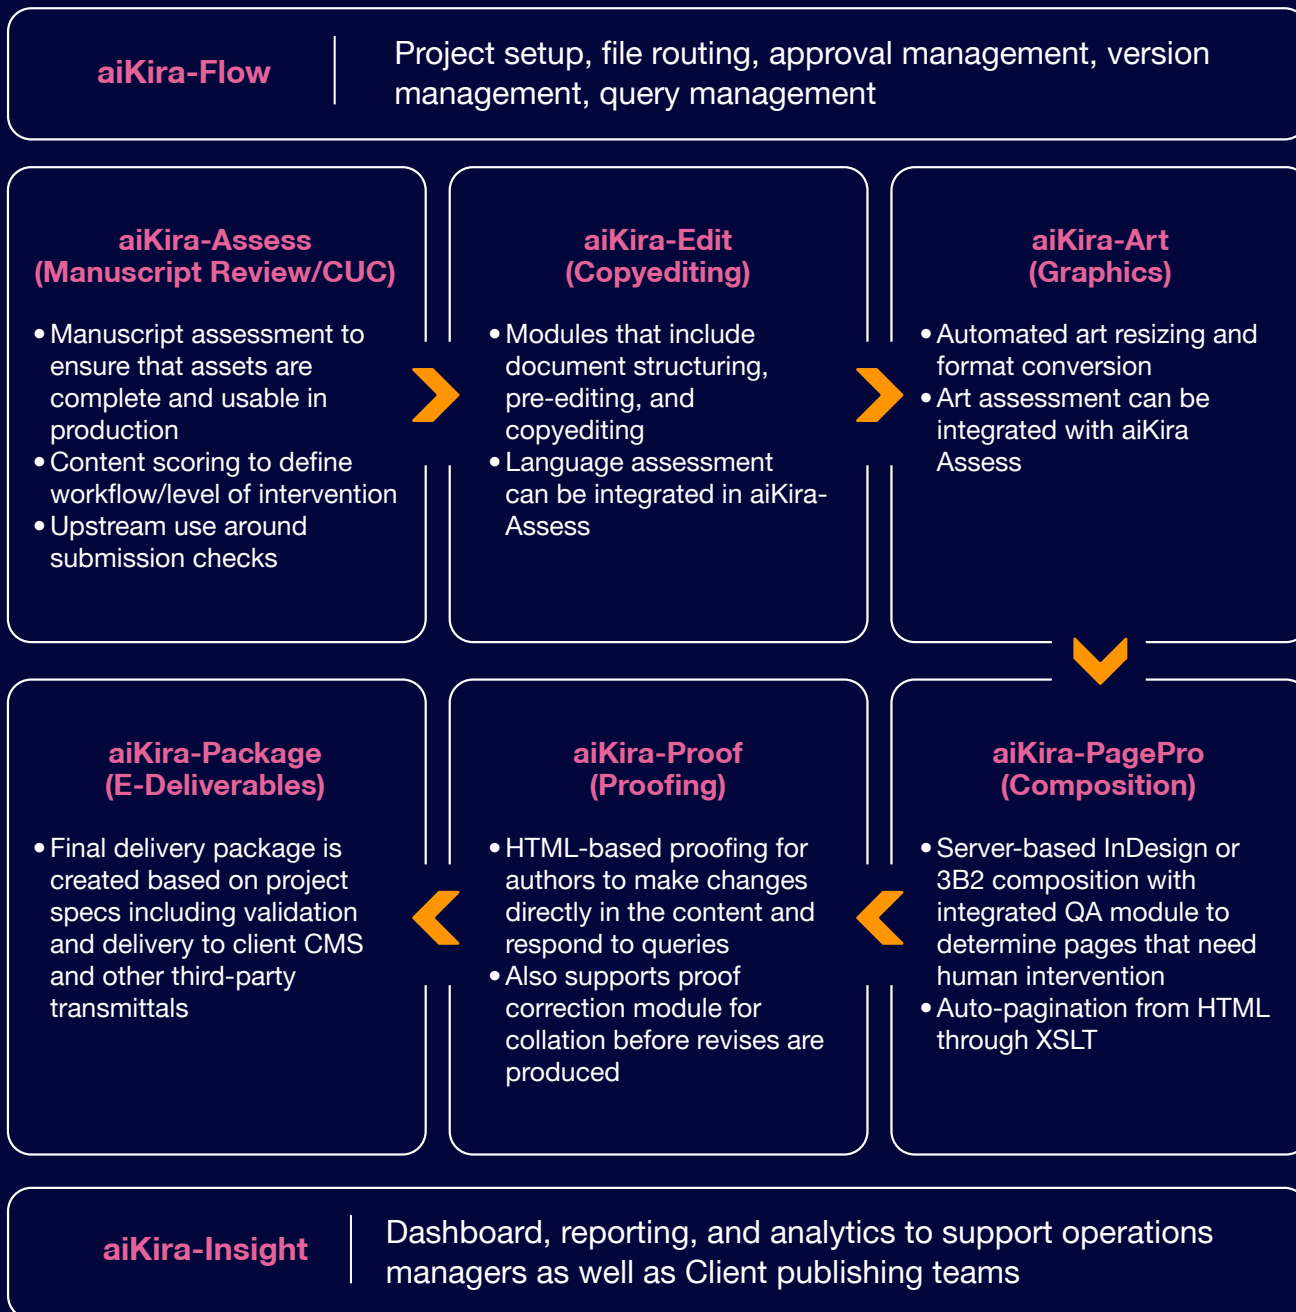 aiKira-Flow
Project setup, file routing, approval management, version
management, query management
aiKira-Assess
(Manuscript Review/CUC)
• Manuscript assessment to
ensure that assets are
complete and usable in
production
• Content scoring to define
workflow/level of intervention
• Upstream use around
submission checks
aiKira-Edit
(Copyediting)
• Modules that include
document structuring,
pre-editing, and
copyediting
• Language assessment
can be integrated in aiKira-
Assess
aiKira-Art
(Graphics)
• Automated art resizing and
format conversion
• Art assessment can be
integrated with aiKira
Assess
aiKira-Package
(E-Deliverables)
• Final delivery package is
created based on project
specs including validation
and delivery to client CMS
and other third-party
transmittals
aiKira-Proof
(Proofing)
• HTML-based proofing for
authors to make changes
directly in the content and
respond to queries
• Also supports proof
correction module for
collation before revises are
produced
aiKira-PagePro
(Composition)
• Server-based InDesign or
3B2 composition with
integrated QA module to
determine pages that need
human intervention
• Auto-pagination from HTML
through XSLT
aiKira-Insight
Dashboard, reporting, and analytics to support operations
managers as well as Client publishing teams